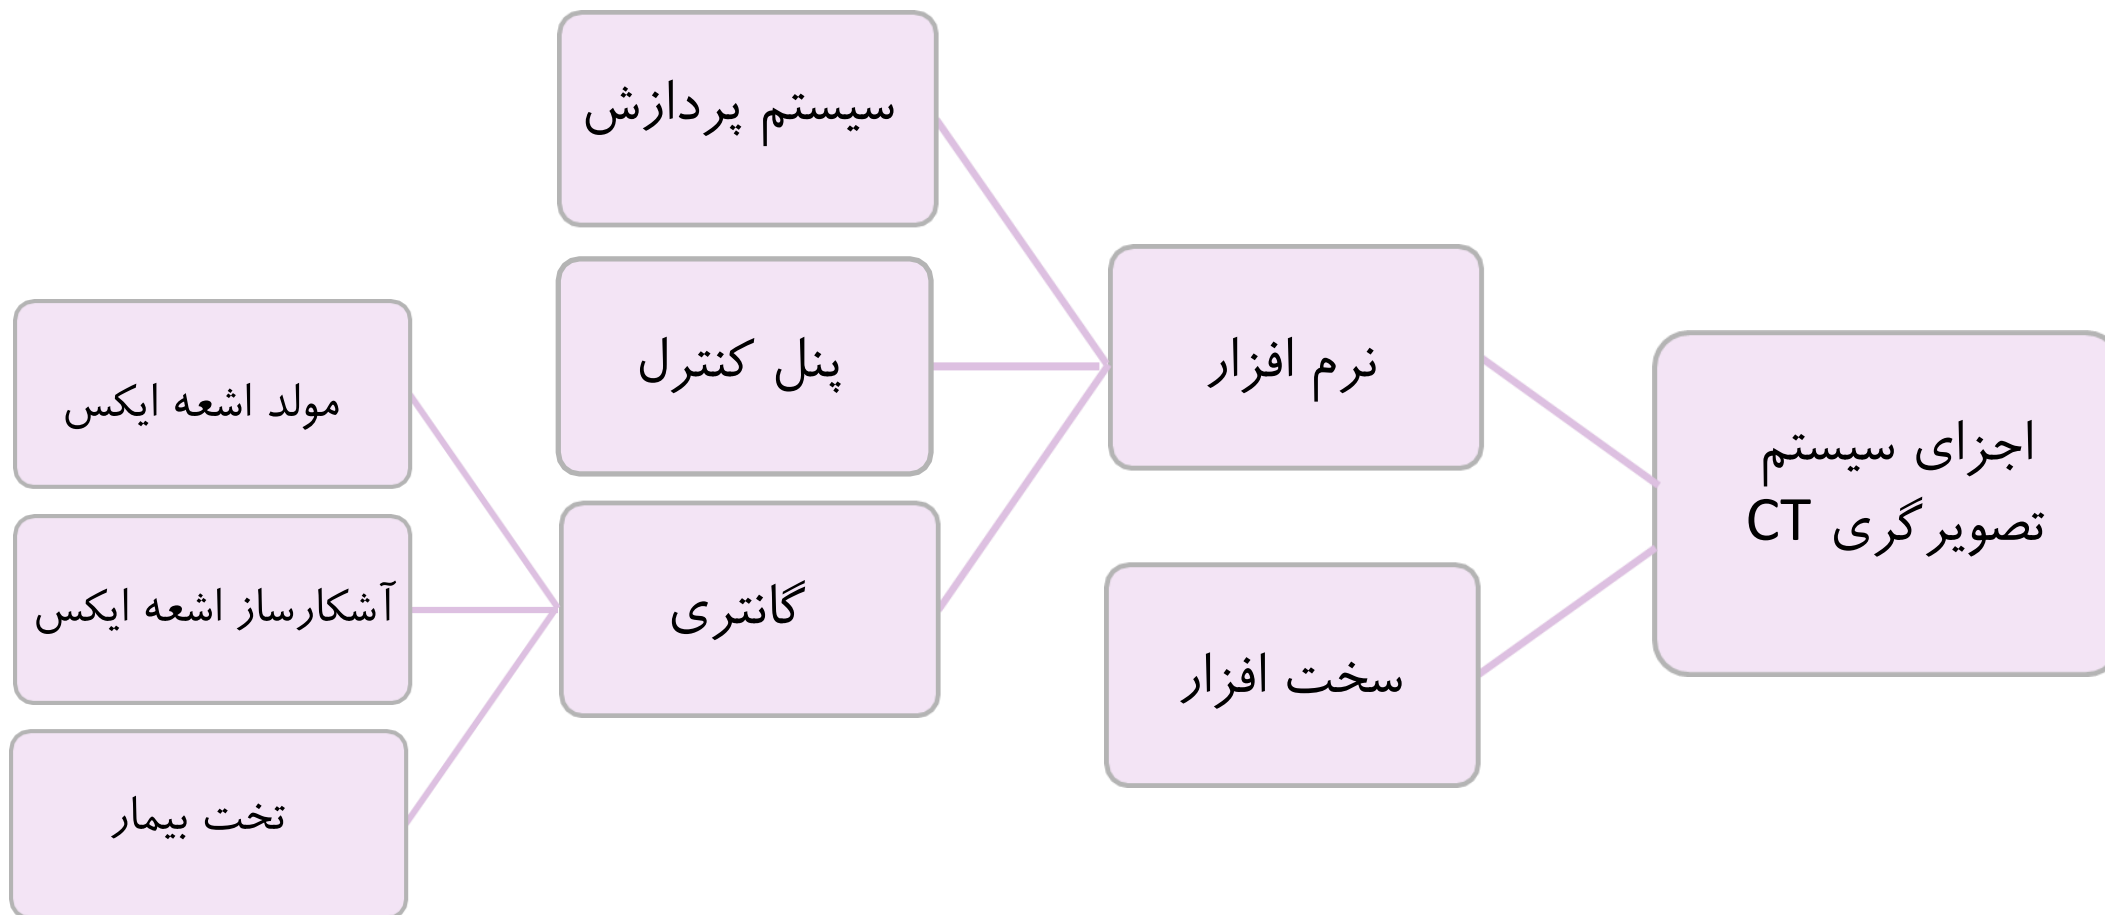 اجزای سیستم
تصویرگری CT
نرم افزار
سخت افزار
سیستم پردازش
پنل کنترل
گانتری
مولد اشعه ایکس
آشکارساز اشعه ایکس
تخت بیمار